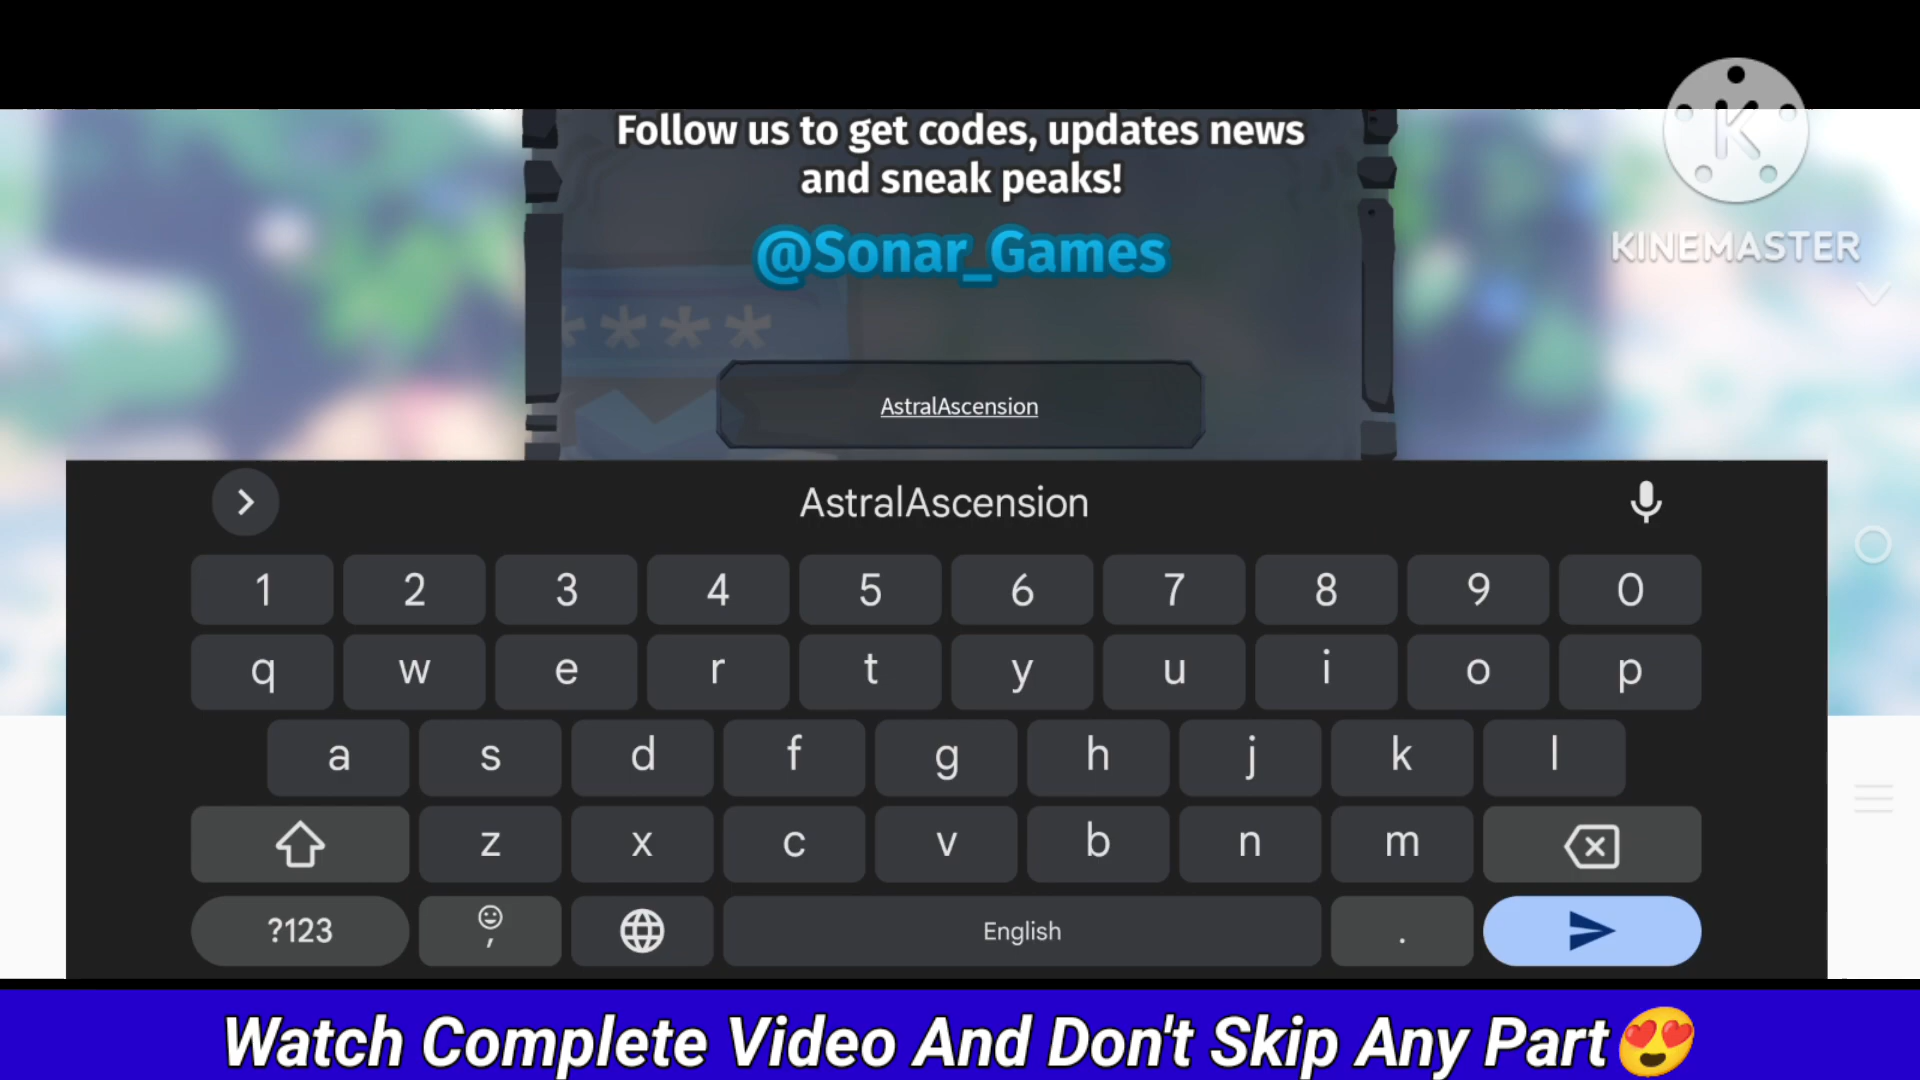 Follow us to get codes, updates news
and sneak peaks!
@Sonar_Games
****
KINEMASTER
AstralAscension
AstralAscension
1 2 3 4 5 6 7 8 9 0
q w e r t y u i o p
a s d f g h j k l
z x c v b n m
?123 , English .
Watch Complete Video And Don't Skip Any Part😍